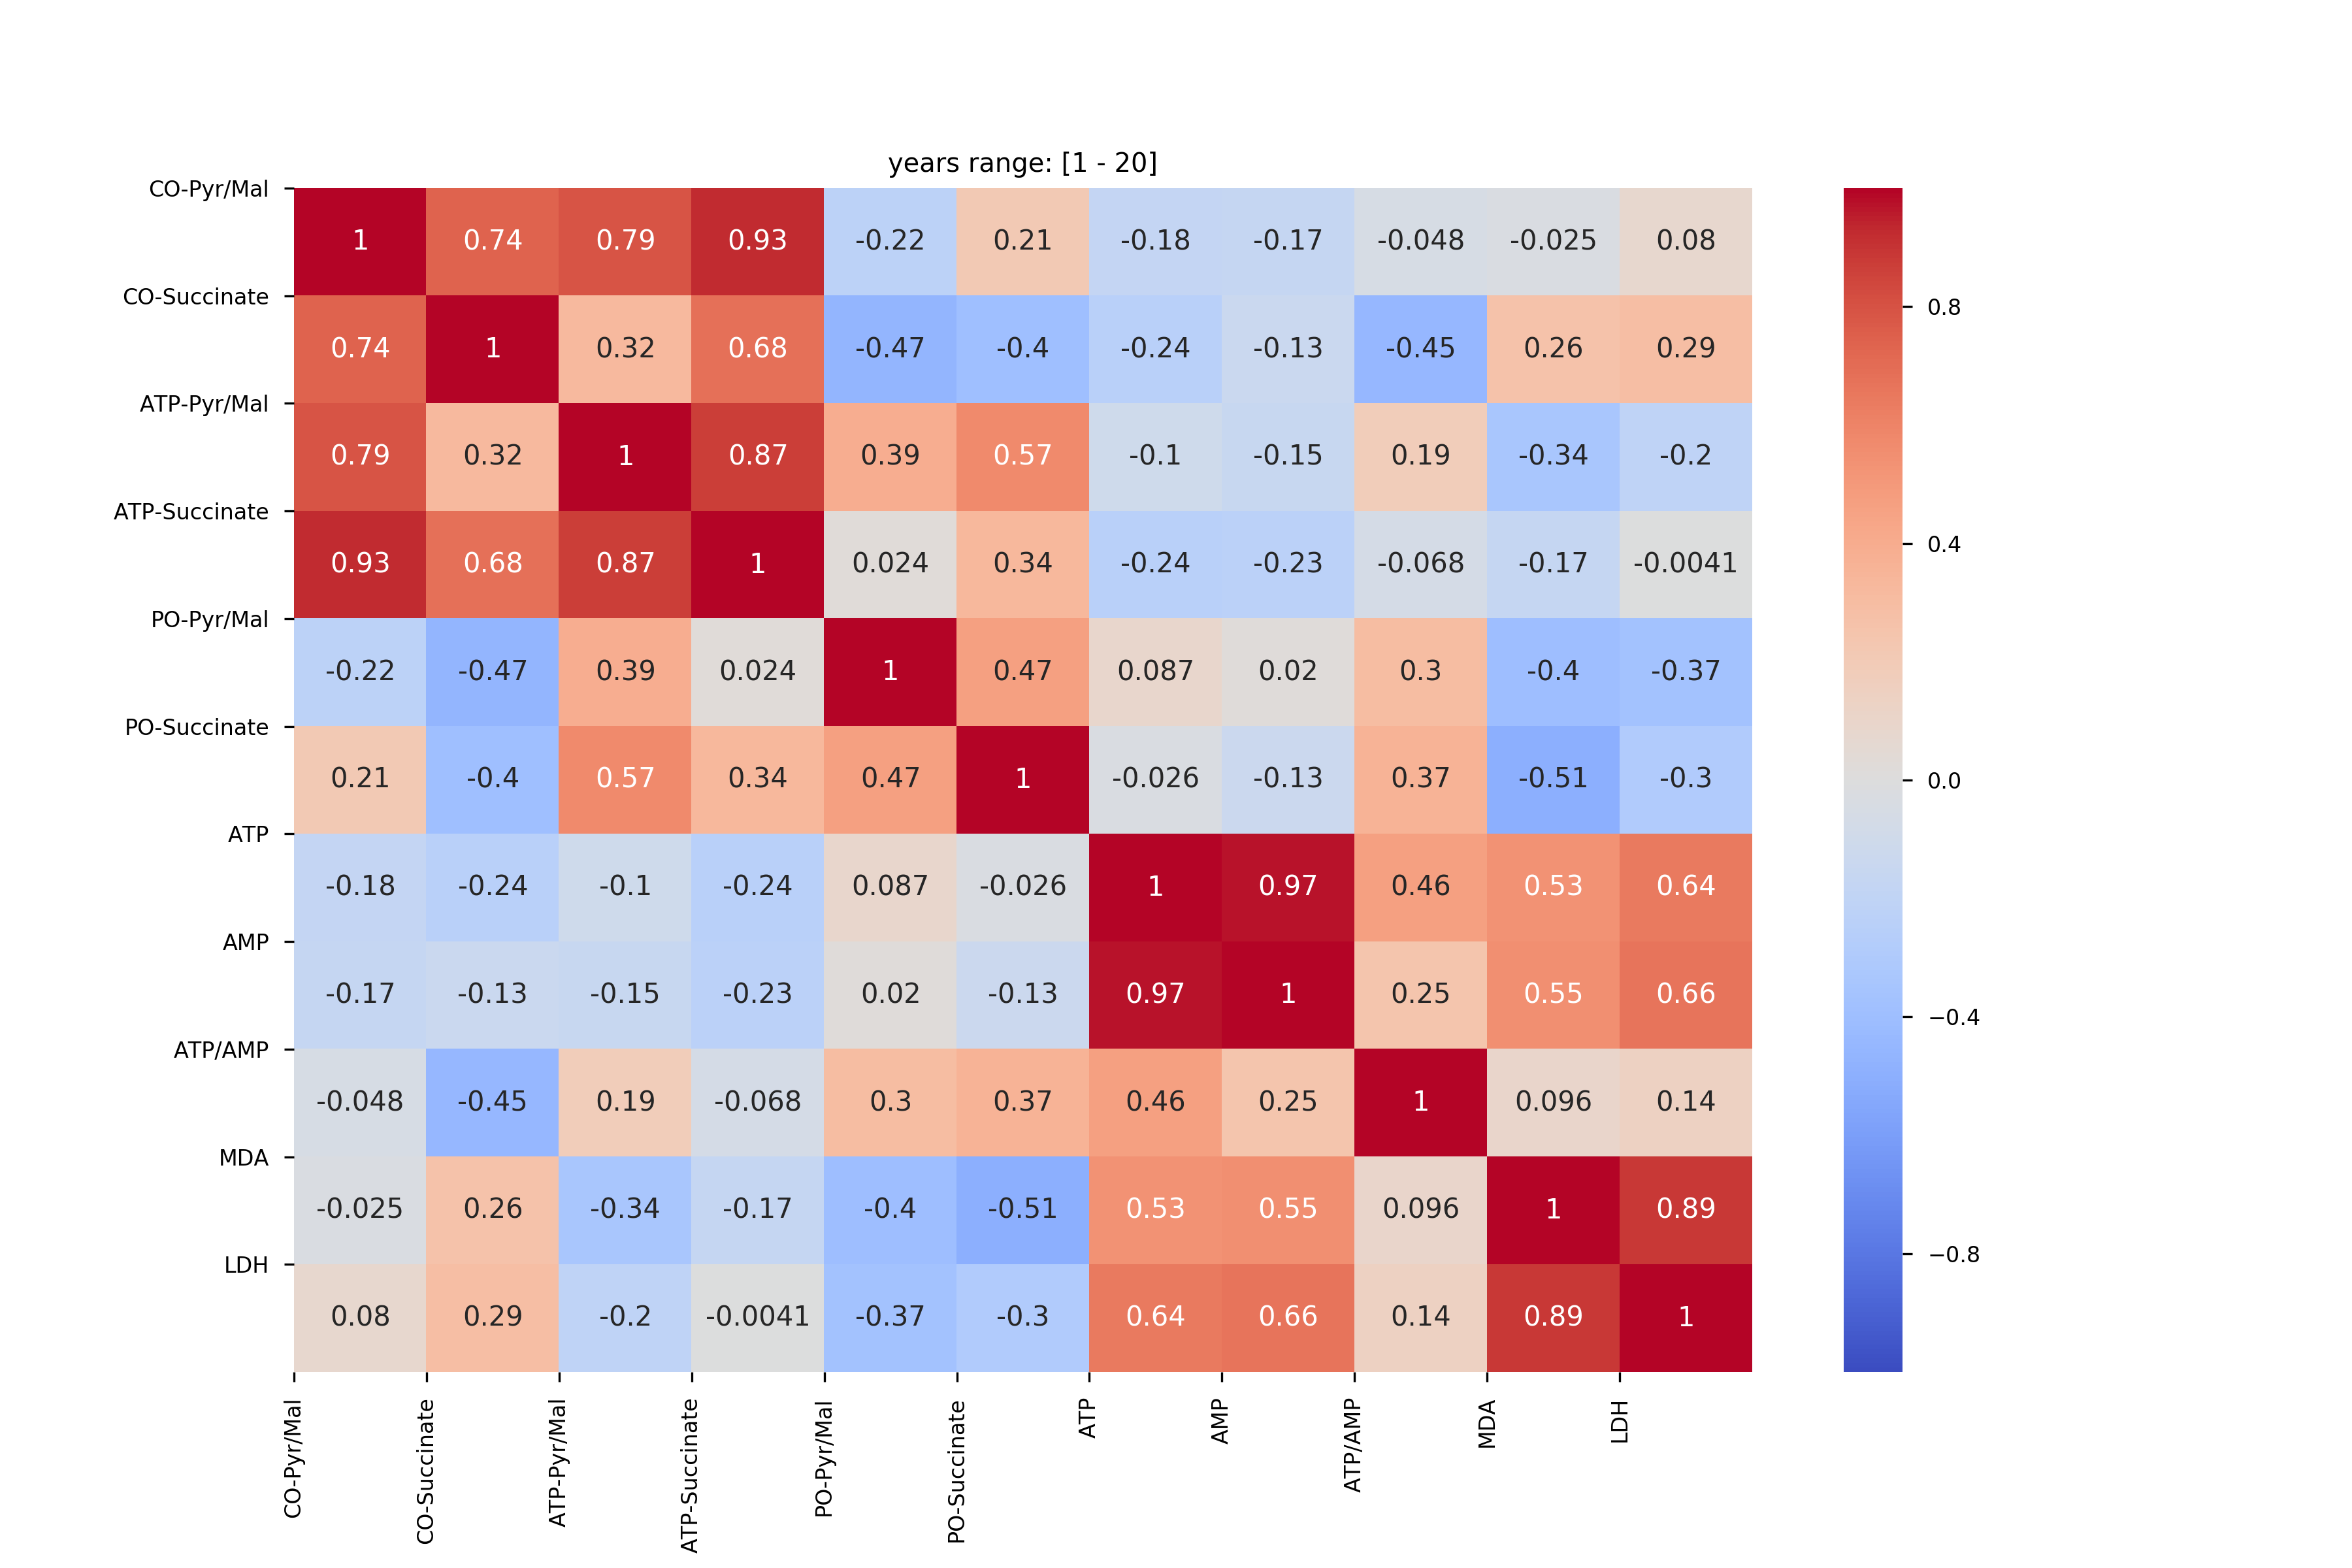 years range: [1 - 20]
CO-Pyr/Mal
1 0.74 0.79 0.93 -0.22 0.21 -0.18 -0.17 -0.048 -0.025 0.08
CO-Succinate
0.74 1 0.32 0.68 -0.47 -0.4 -0.24 -0.13 -0.45 0.26 0.29
ATP-Pyr/Mal
0.79 0.32 1 0.87 0.39 0.57 -0.1 -0.15 0.19 -0.34 -0.2
ATP-Succinate
0.93 0.68 0.87 1 0.024 0.34 -0.24 -0.23 -0.068 -0.17 -0.0041
PO-Pyr/Mal
-0.22 -0.47 0.39 0.024 1 0.47 0.087 0.02 0.3 -0.4 -0.37
PO-Succinate
0.21 -0.4 0.57 0.34 0.47 1 -0.026 -0.13 0.37 -0.51 -0.3
ATP
-0.18 -0.24 -0.1 -0.24 0.087 -0.026 1 0.97 0.46 0.53 0.64
AMP
-0.17 -0.13 -0.15 -0.23 0.02 -0.13 0.97 1 0.25 0.55 0.66
ATP/AMP
-0.048 -0.45 0.19 -0.068 0.3 0.37 0.46 0.25 1 0.096 0.14
MDA
-0.025 0.26 -0.34 -0.17 -0.4 -0.51 0.53 0.55 0.096 1 0.89
LDH
0.08 0.29 -0.2 -0.0041 -0.37 -0.3 0.64 0.66 0.14 0.89 1
CO-Pyr/Mal
CO-Succinate
ATP-Pyr/Mal
ATP-Succinate
PO-Pyr/Mal
PO-Succinate
ATP
AMP
ATP/AMP
MDA
LDH
0.8
0.4
0.0
−0.4
−0.8